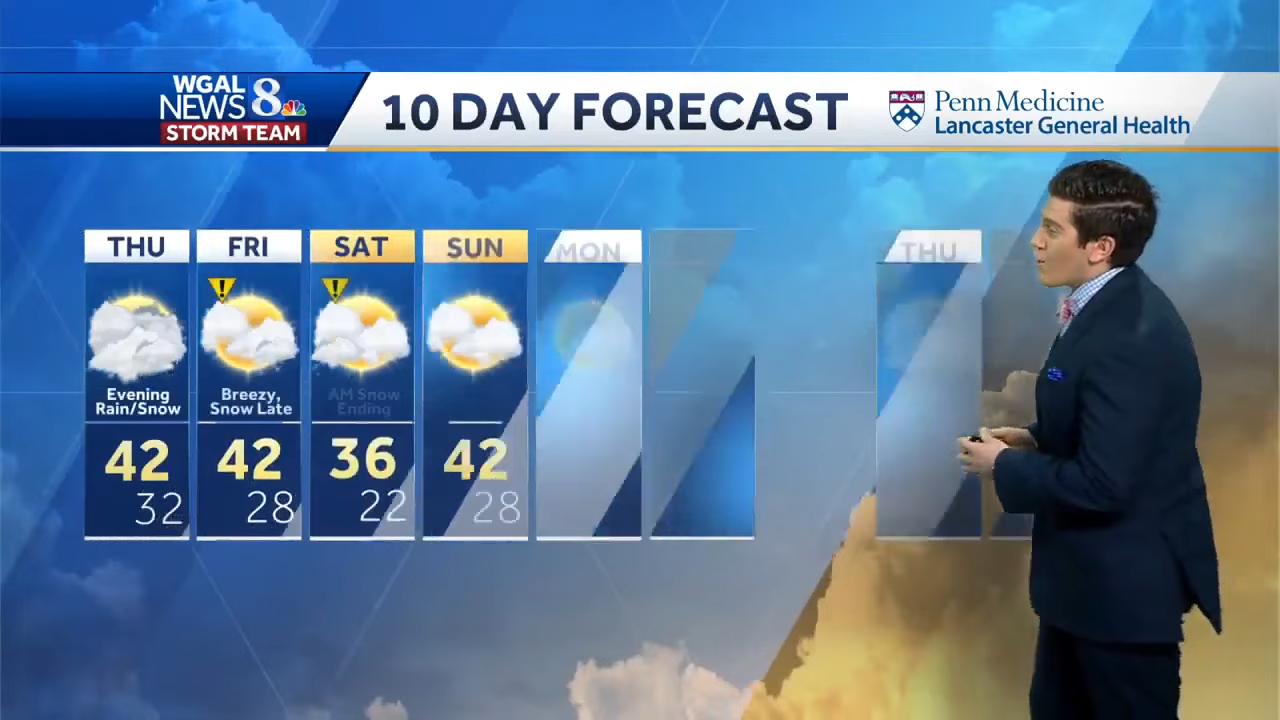 WGAL
NEWS 8
STORM TEAM
10 DAY FORECAST
Penn Medicine
Lancaster General Health
THU
FRI
SAT
SUN
MON
THU
!
!
Evening
Rain/Snow
Breezy,
Snow Late
AM Snow
Ending
42
42
36
42
32
28
22
28